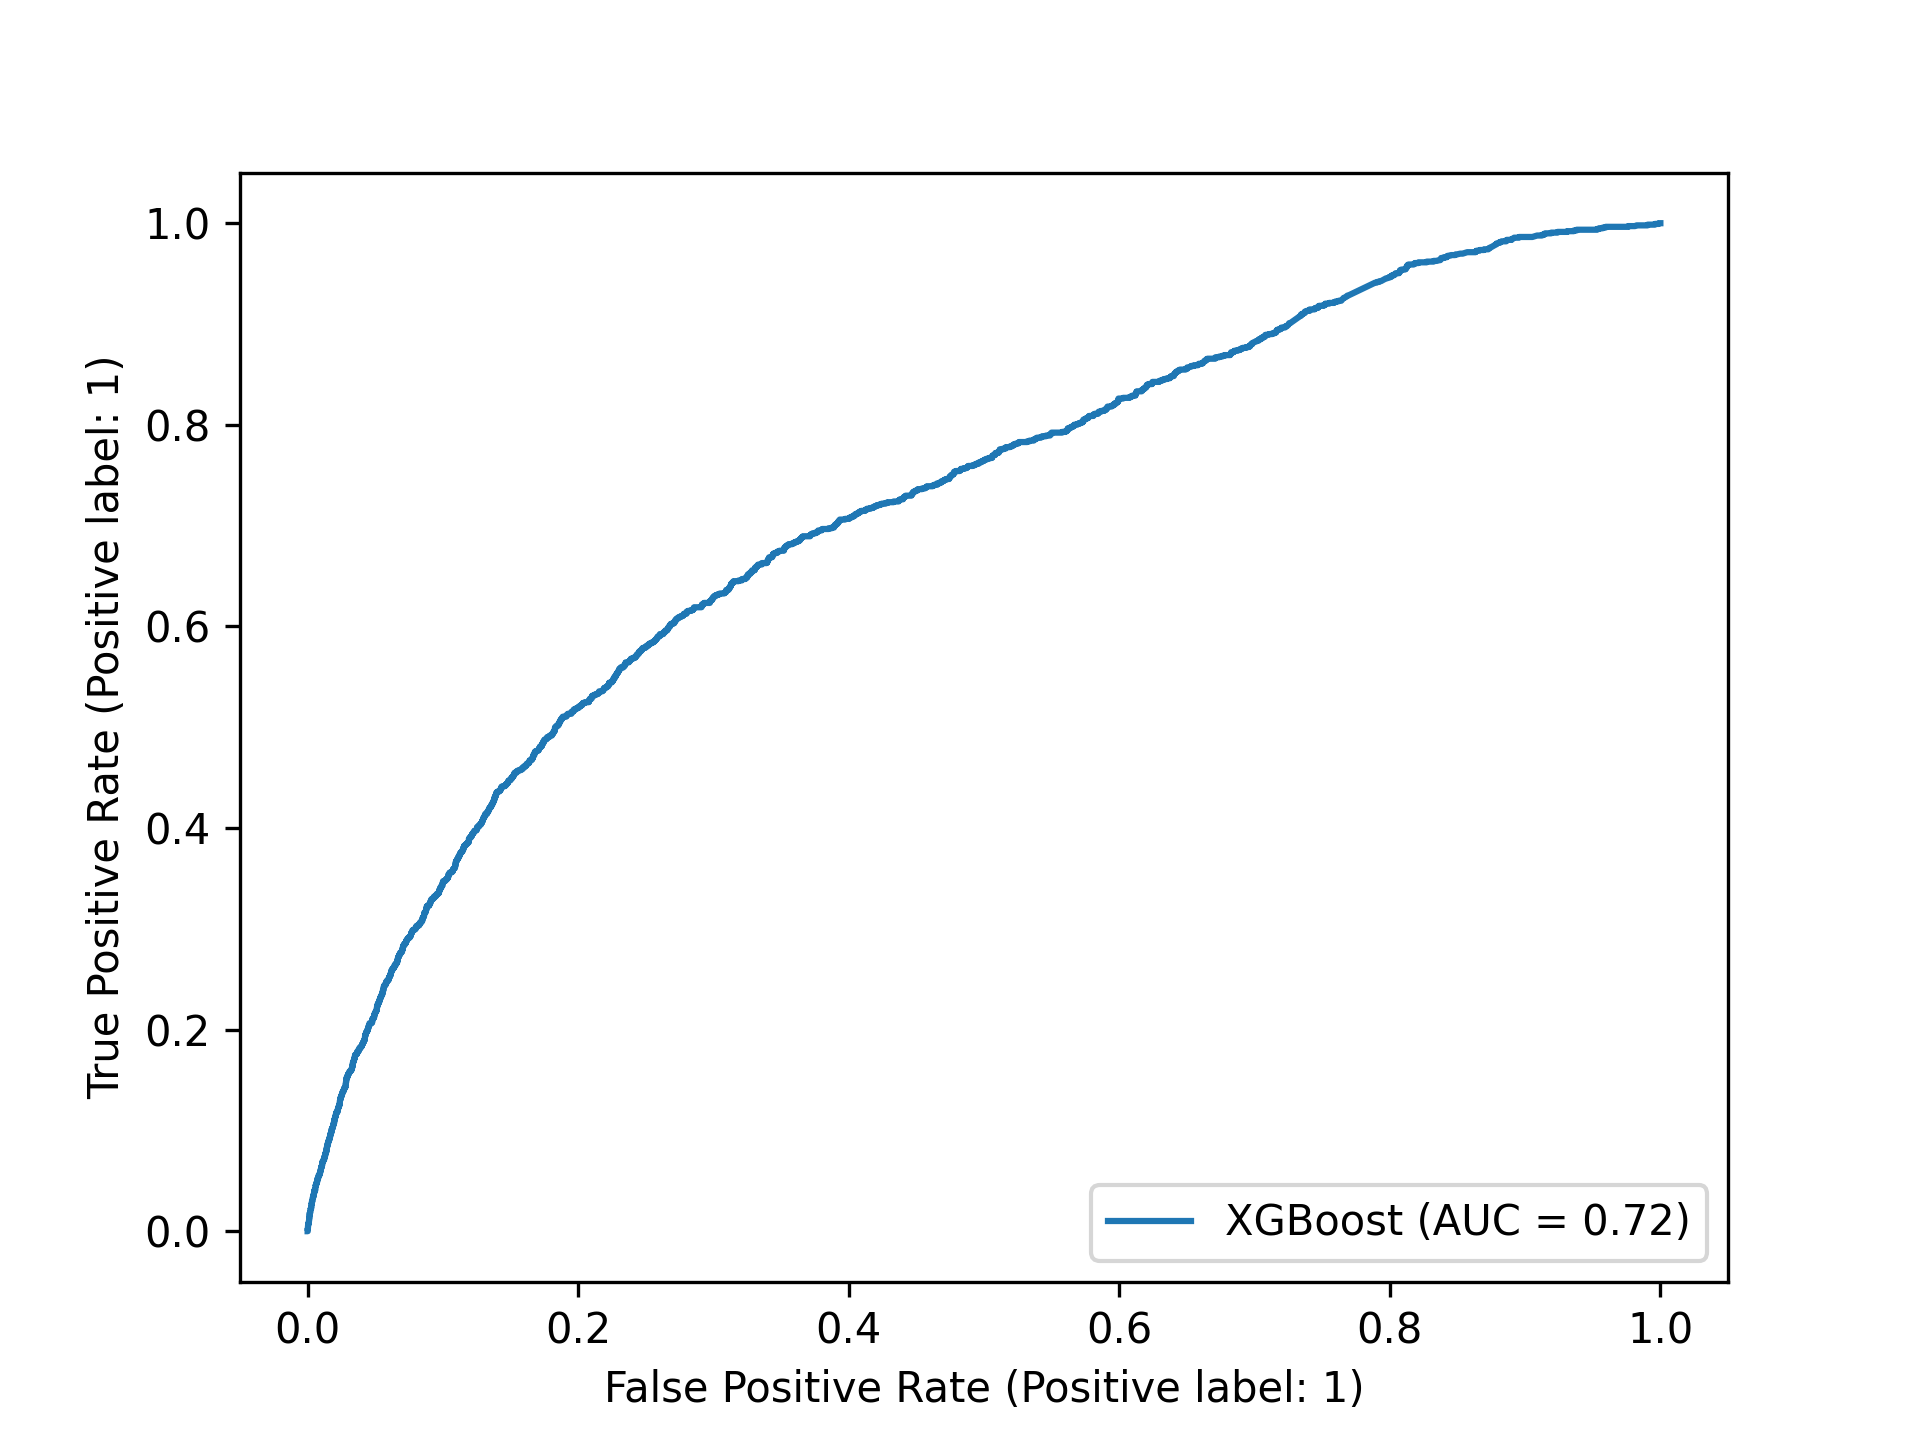 1.0
0.8
0.6
0.4
0.2
0.0
True Positive Rate (Positive label: 1)
XGBoost (AUC = 0.72)
0.0 0.2 0.4 0.6 0.8 1.0
False Positive Rate (Positive label: 1)